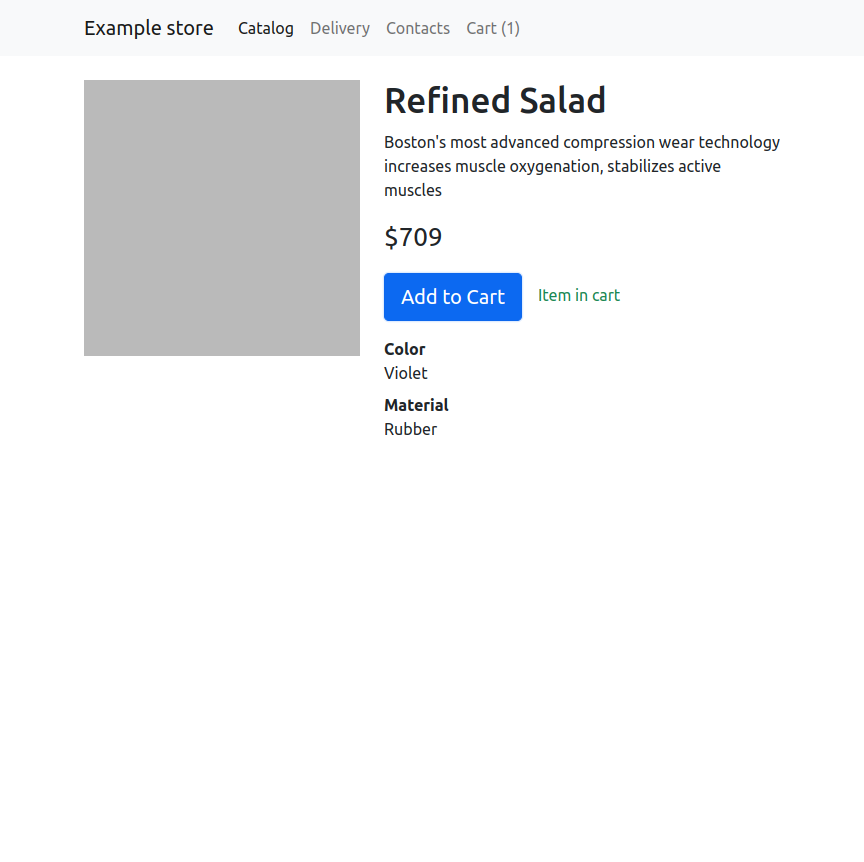 Example store Catalog Delivery Contacts Cart (1)
Refined Salad
Boston's most advanced compression wear technology
increases muscle oxygenation, stabilizes active
muscles
$709
Add to Cart Item in cart
Color
Violet
Material
Rubber